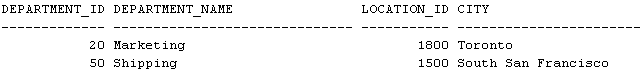 DEPARTMENT_ID DEPARTMENT_NAME                LOCATION_ID CITY
------------- ------------------------------ ----------- ------------------------
           20 Marketing                             1800 Toronto
           50 Shipping                              1500 South San Francisco